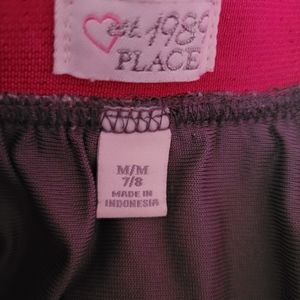 est. 1989
PLACE
M/M
7/8
MADE IN
INDONESIA